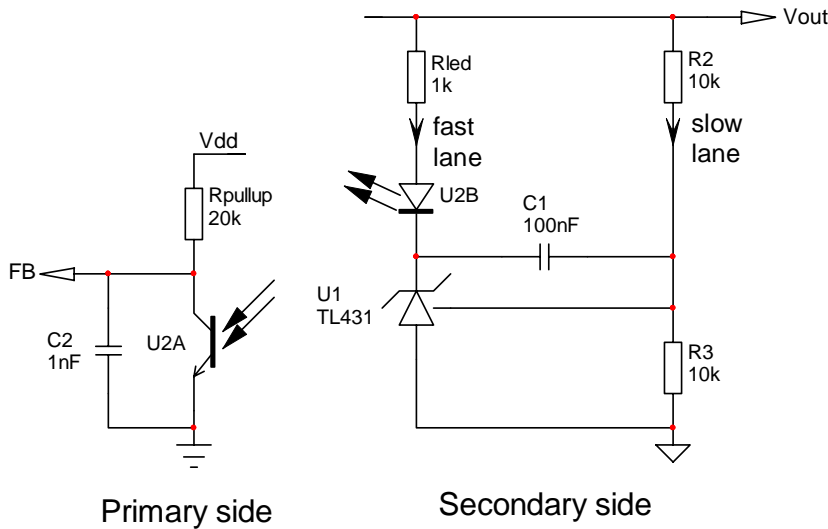 Vout
Rled
1k
R2
10k
fast
lane
slow
lane
Vdd
Rpullup
20k
U2B
C1
100nF
FB
U1
TL431
C2
1nF
U2A
R3
10k
Primary side
Secondary side